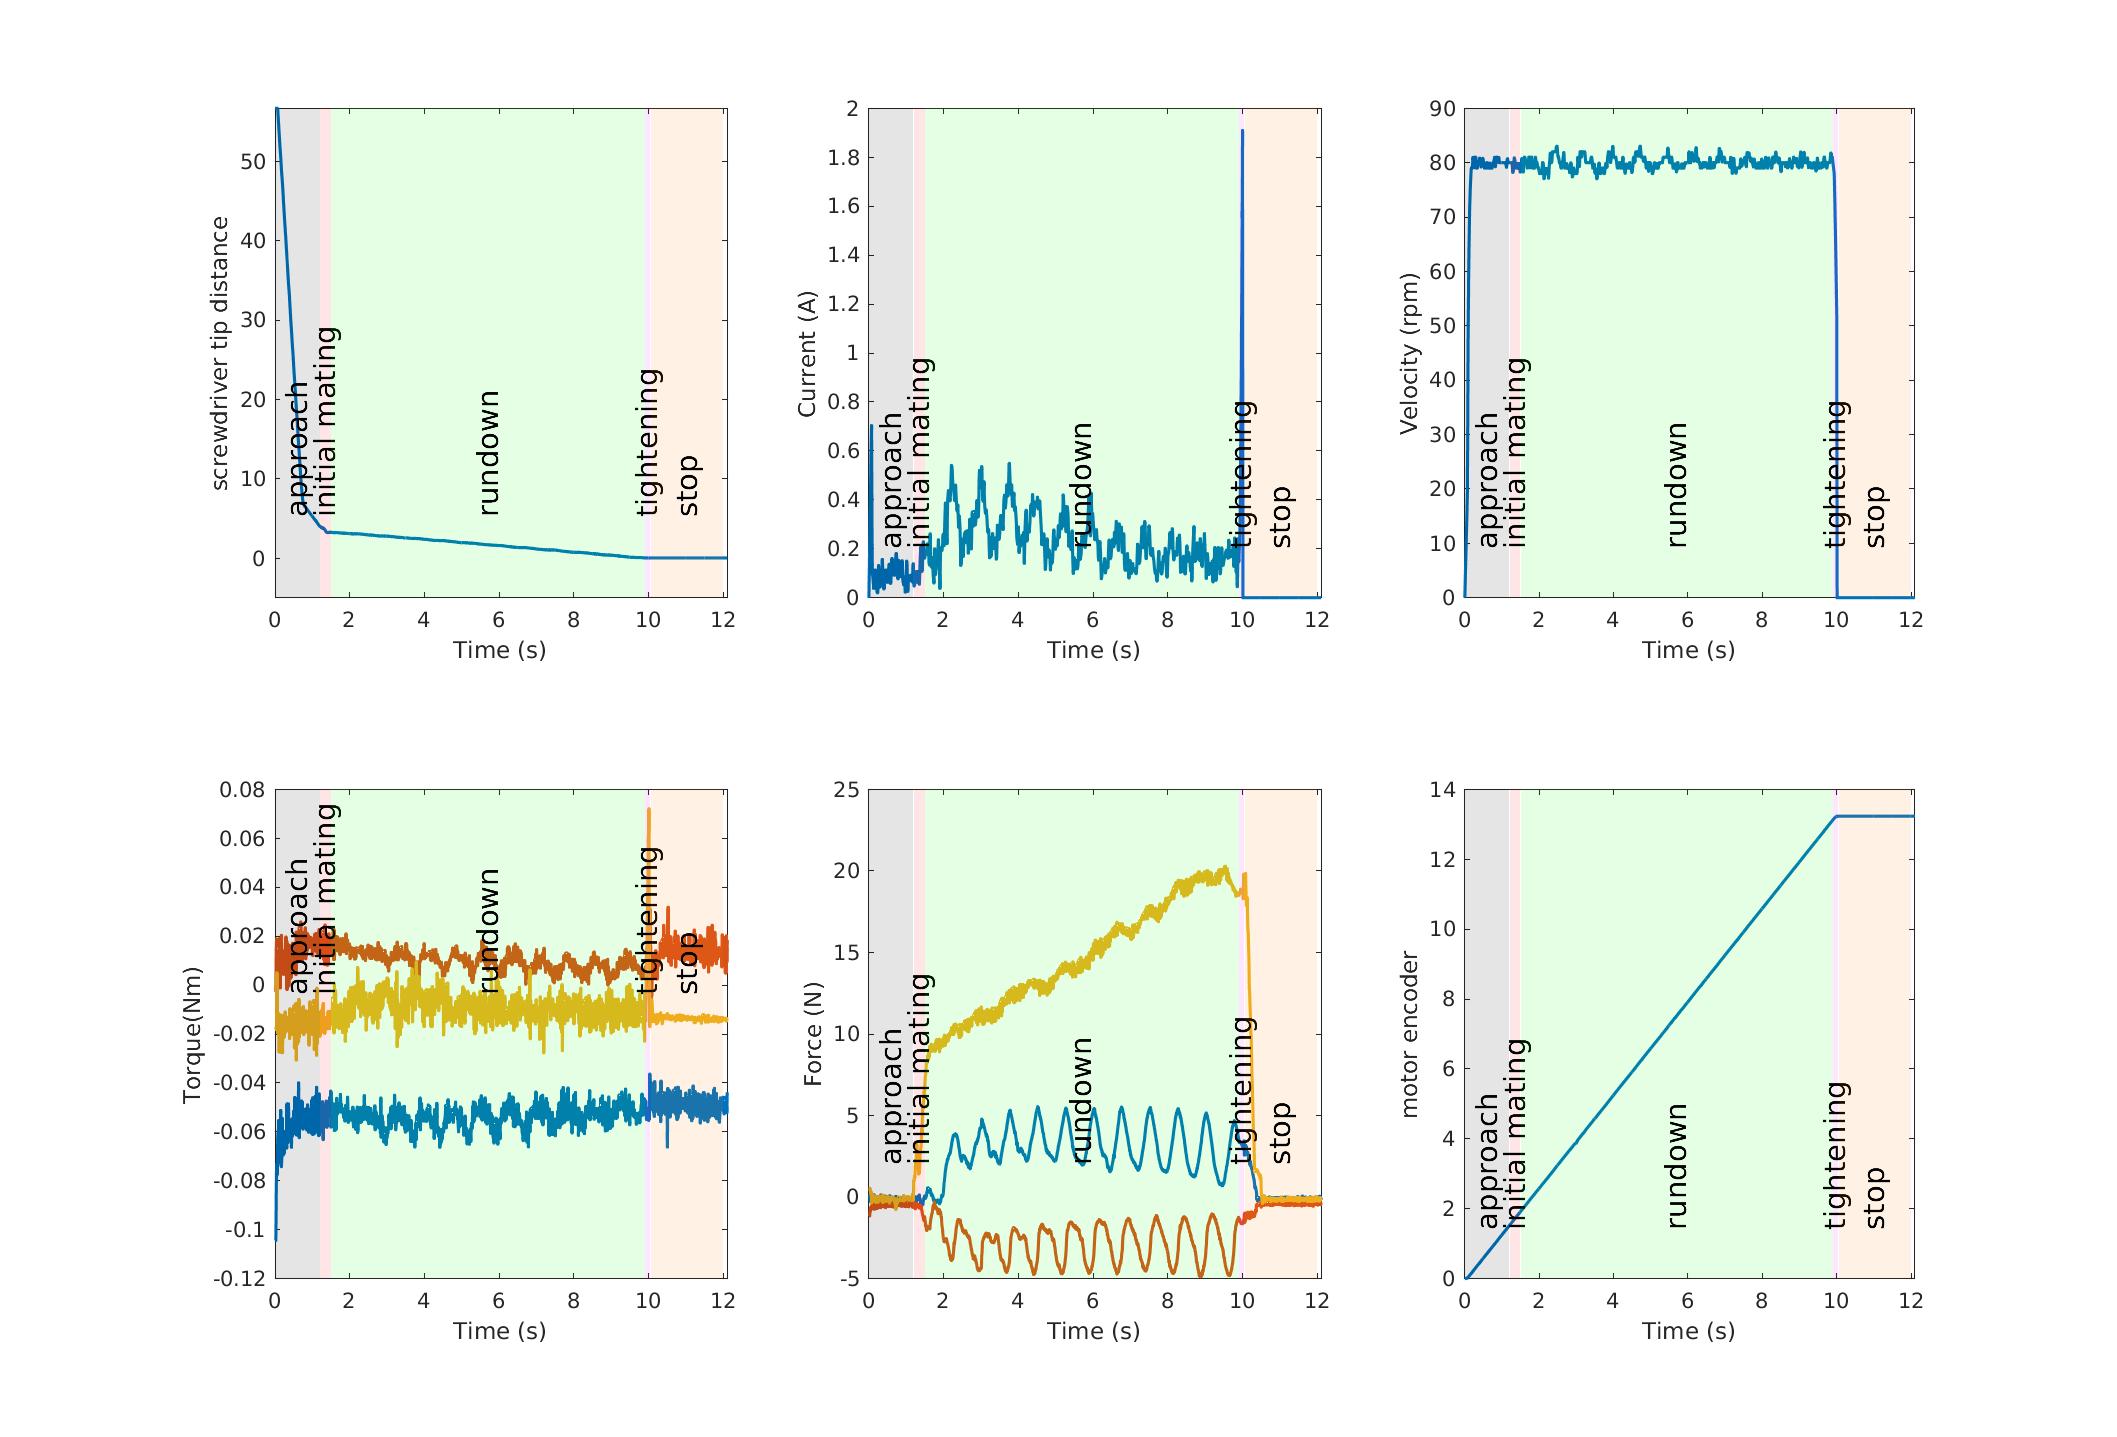 50
40
30
20
10
0
screwdriver tip distance
approach
initial mating
rundown
tightening
stop
0 2 4 6 8 10 12
Time (s)
2
1.8
1.6
1.4
1.2
1
0.8
0.6
0.4
0.2
0
Current (A)
approach
initial mating
rundown
tightening
stop
0 2 4 6 8 10 12
Time (s)
90
80
70
60
50
40
30
20
10
0
Velocity (rpm)
approach
initial mating
rundown
tightening
stop
0 2 4 6 8 10 12
Time (s)
0.08
0.06
0.04
0.02
0
-0.02
-0.04
-0.06
-0.08
-0.1
-0.12
Torque(Nm)
approach
initial mating
rundown
tightening
stop
0 2 4 6 8 10 12
Time (s)
25
20
15
10
5
0
-5
Force (N)
approach
initial mating
rundown
tightening
stop
0 2 4 6 8 10 12
Time (s)
14
12
10
8
6
4
2
0
motor encoder
approach
initial mating
rundown
tightening
stop
0 2 4 6 8 10 12
Time (s)